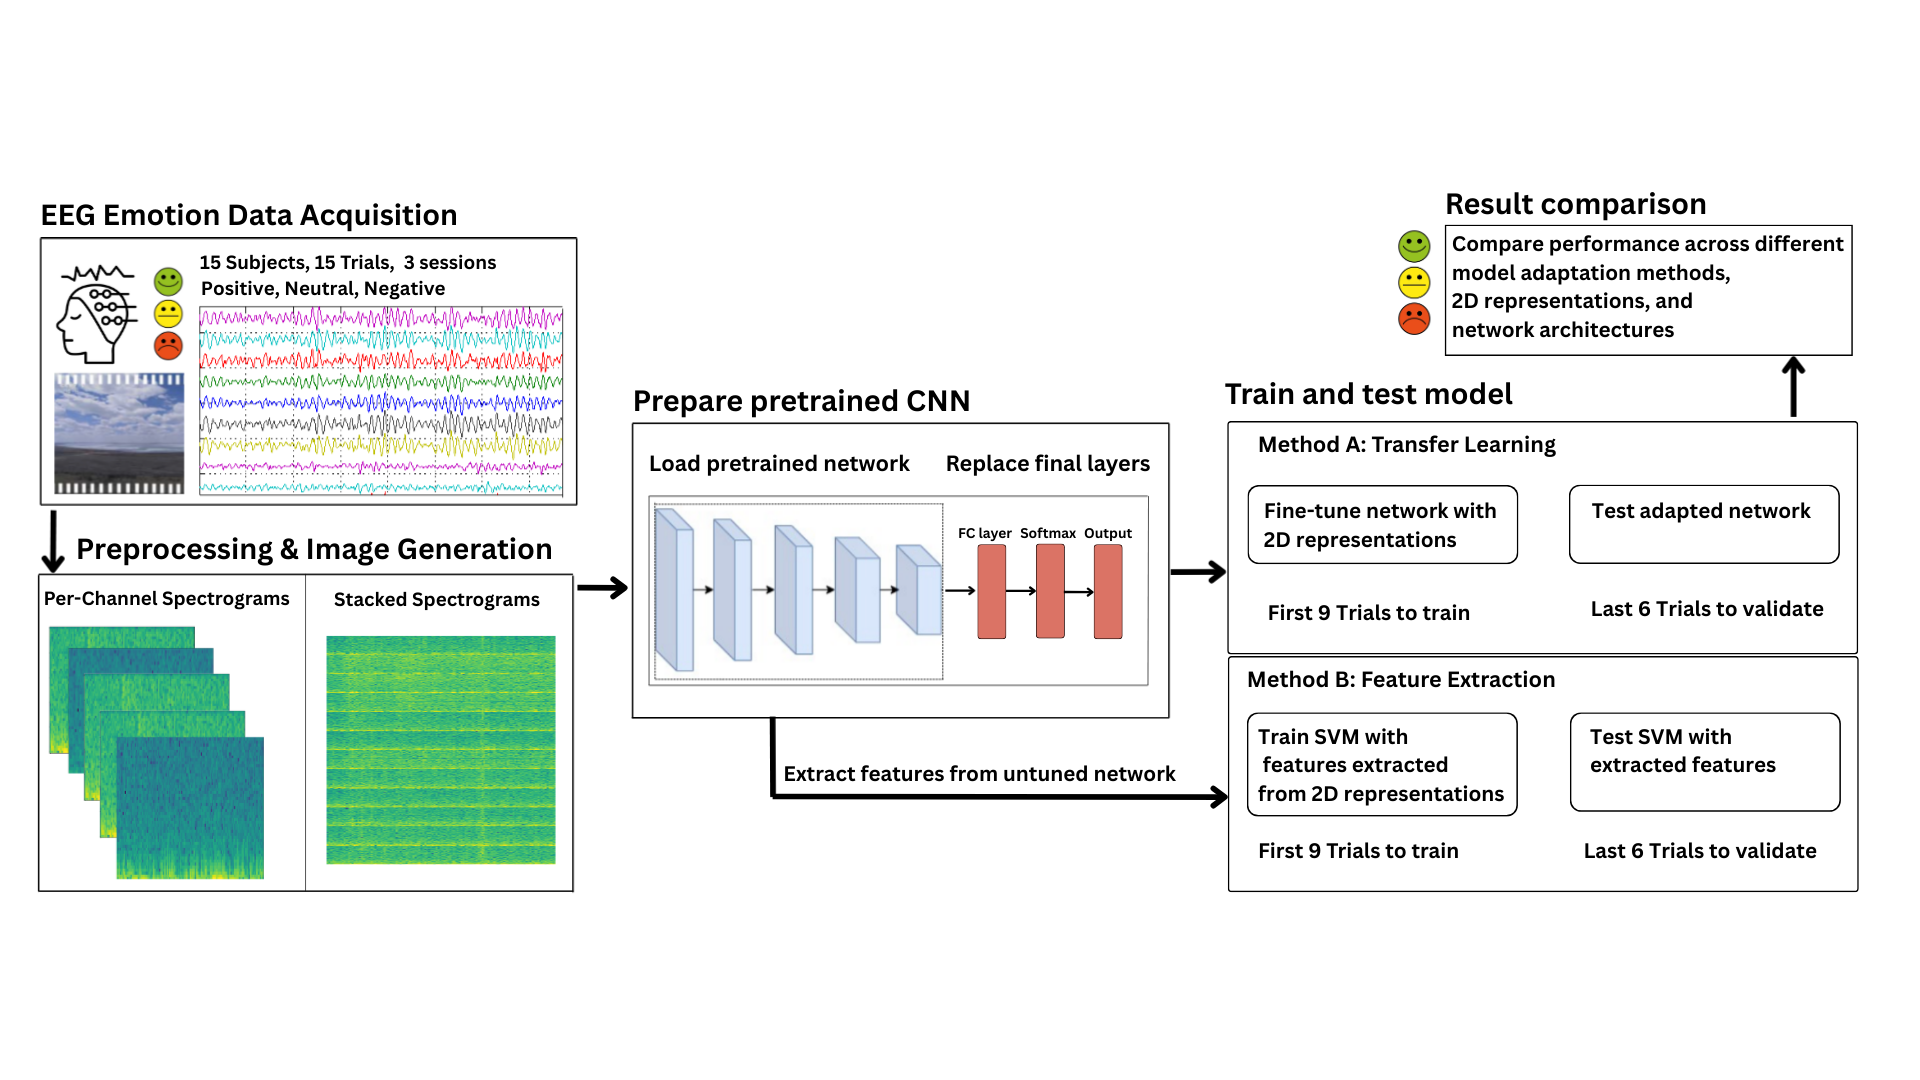 EEG Emotion Data Acquisition
15 Subjects, 15 Trials, 3 sessions
Positive, Neutral, Negative
Preprocessing & Image Generation
Per-Channel Spectrograms
Stacked Spectrograms
Prepare pretrained CNN
Load pretrained network
Replace final layers
FC layer
Softmax
Output
Extract features from untuned network
Train and test model
Method A: Transfer Learning
Fine-tune network with
2D representations
Test adapted network
First 9 Trials to train
Last 6 Trials to validate
Method B: Feature Extraction
Train SVM with
features extracted
from 2D representations
Test SVM with
extracted features
First 9 Trials to train
Last 6 Trials to validate
Result comparison
Compare performance across different
model adaptation methods,
2D representations, and
network architectures